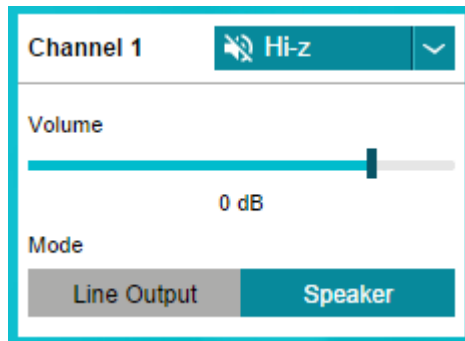 Channel 1 Hi-z
Volume
0 dB
Mode
Line Output Speaker